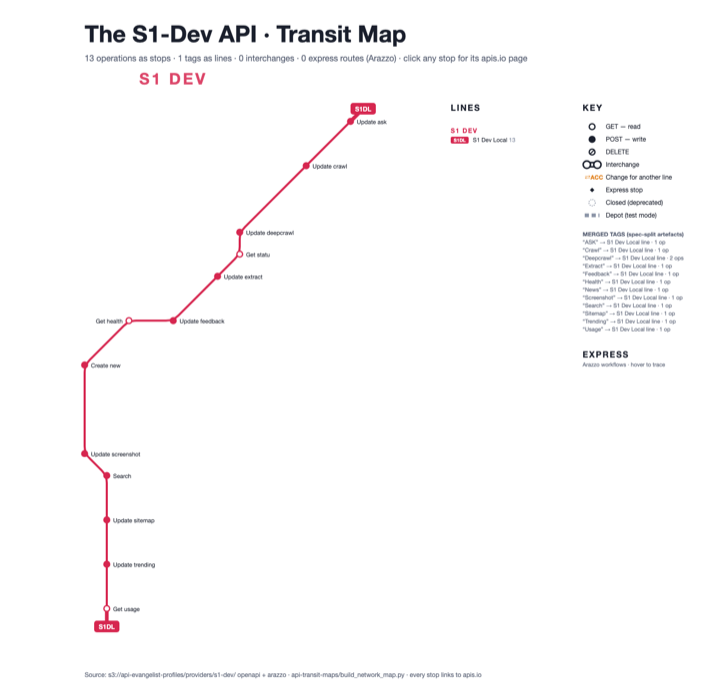 The S1-Dev API · Transit Map
13 operations as stops · 1 tags as lines · 0 interchanges · 0 express routes (Arazzo) · click any stop for its apis.io page
S1 DEV
S1DL
Update ask
Update crawl
Update deepcrawl
Get statu
Update extract
Get health
Update feedback
Create new
Update screenshot
Search
Update sitemap
Update trending
Get usage
S1DL
LINES
S1 DEV
S1DL S1 Dev Local 13
KEY
GET — read
POST — write
DELETE
Interchange
ACC Change for another line
Express stop
Closed (deprecated)
Depot (test mode)
MERGED TAGS (spec-split artefacts)
"ASK" → S1 Dev Local line · 1 op
"Crawl" → S1 Dev Local line · 1 op
"Deepcrawl" → S1 Dev Local line · 2 ops
"Extract" → S1 Dev Local line · 1 op
"Feedback" → S1 Dev Local line · 1 op
"Health" → S1 Dev Local line · 1 op
"News" → S1 Dev Local line · 1 op
"Screenshot" → S1 Dev Local line · 1 op
"Search" → S1 Dev Local line · 1 op
"Sitemap" → S1 Dev Local line · 1 op
"Trending" → S1 Dev Local line · 1 op
"Usage" → S1 Dev Local line · 1 op
EXPRESS
Arazzo workflows · hover to trace
Source: s3://api-evangelist-profiles/providers/s1-dev/ openapi + arazzo · api-transit-maps/build_network_map.py · every stop links to apis.io